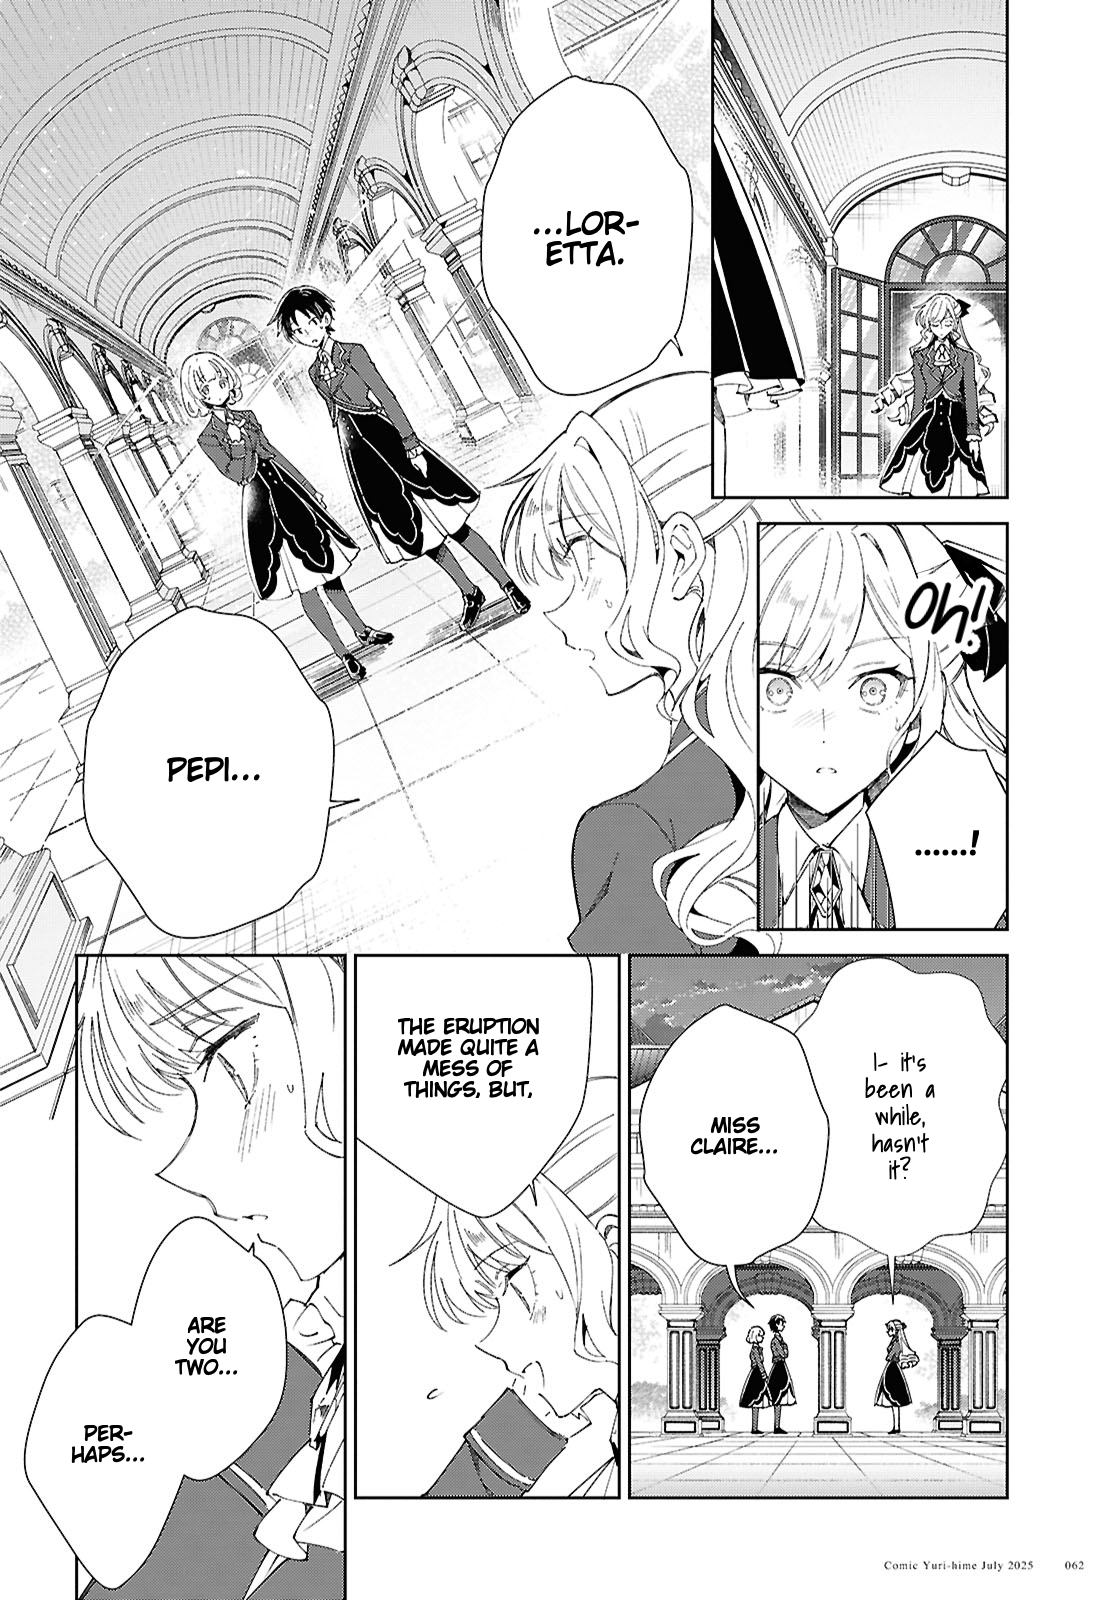 OH!
......!
...LOR-
ETTA.
PEPI...
I- it's
been a
while,
hasn't
it?
MISS
CLAIRE...
THE ERUPTION
MADE QUITE A
MESS OF
THINGS, BUT,
ARE
YOU
TWO...
PER-
HAPS...
Comic Yuri-hime July 2025 062